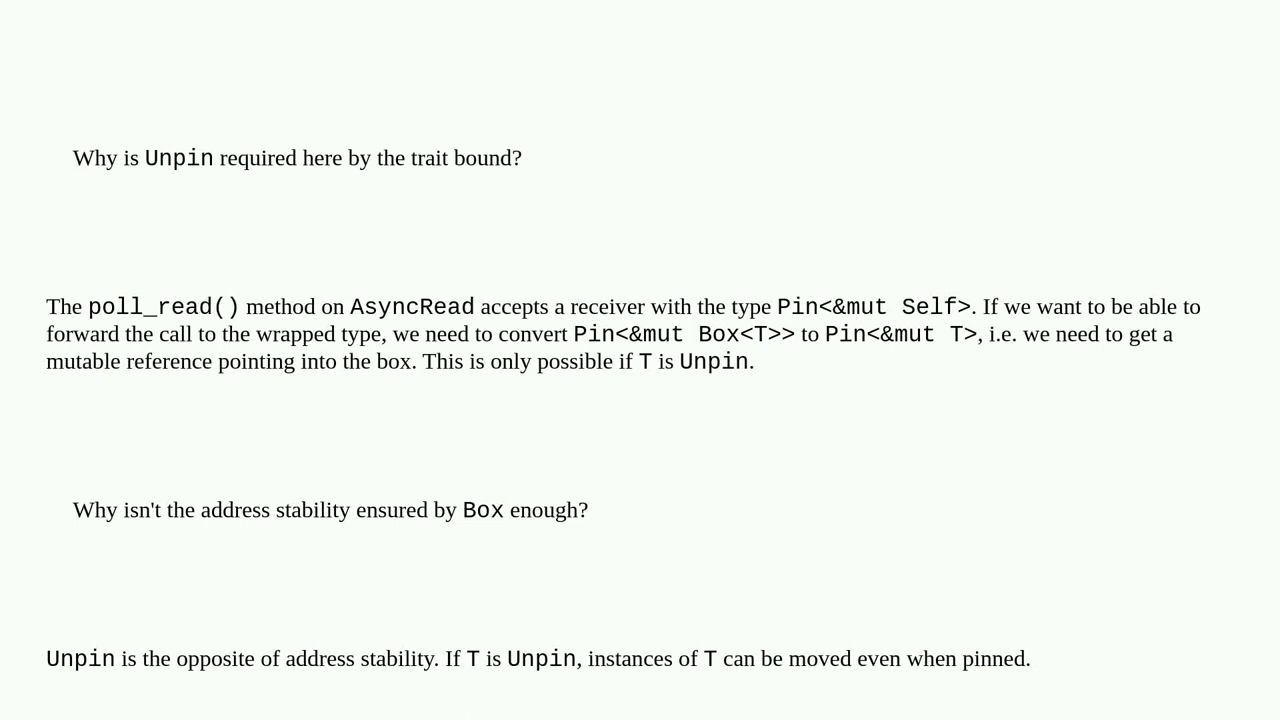 Why is Unpin required here by the trait bound?
The poll_read() method on AsyncRead accepts a receiver with the type Pin<&mut Self>. If we want to be able to
forward the call to the wrapped type, we need to convert Pin<&mut Box<T>> to Pin<&mut T>, i.e. we need to get a
mutable reference pointing into the box. This is only possible if T is Unpin.
Why isn't the address stability ensured by Box enough?
Unpin is the opposite of address stability. If T is Unpin, instances of T can be moved even when pinned.